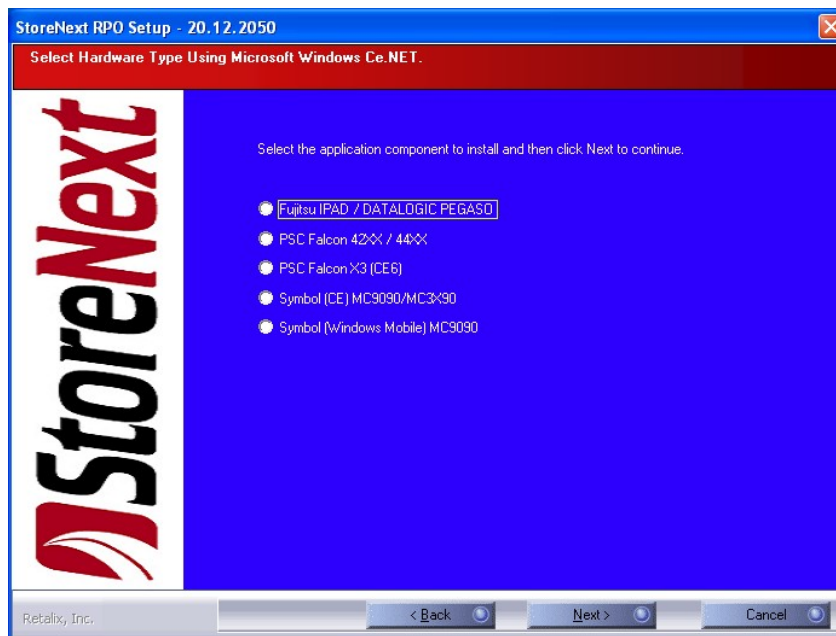 StoreNext RPO Setup - 20.12.2050
Select Hardware Type Using Microsoft Windows Ce.NET.
StoreNext
Select the application component to install and then click Next to continue.
Fujitsu IPAD / DATALOGIC PEGASO
PSC Falcon 42XX / 44XX
PSC Falcon X3 (CE6)
Symbol (CE) MC9090/MC3X90
Symbol (Windows Mobile) MC9090
Retalix, Inc.
< Back
Next >
Cancel